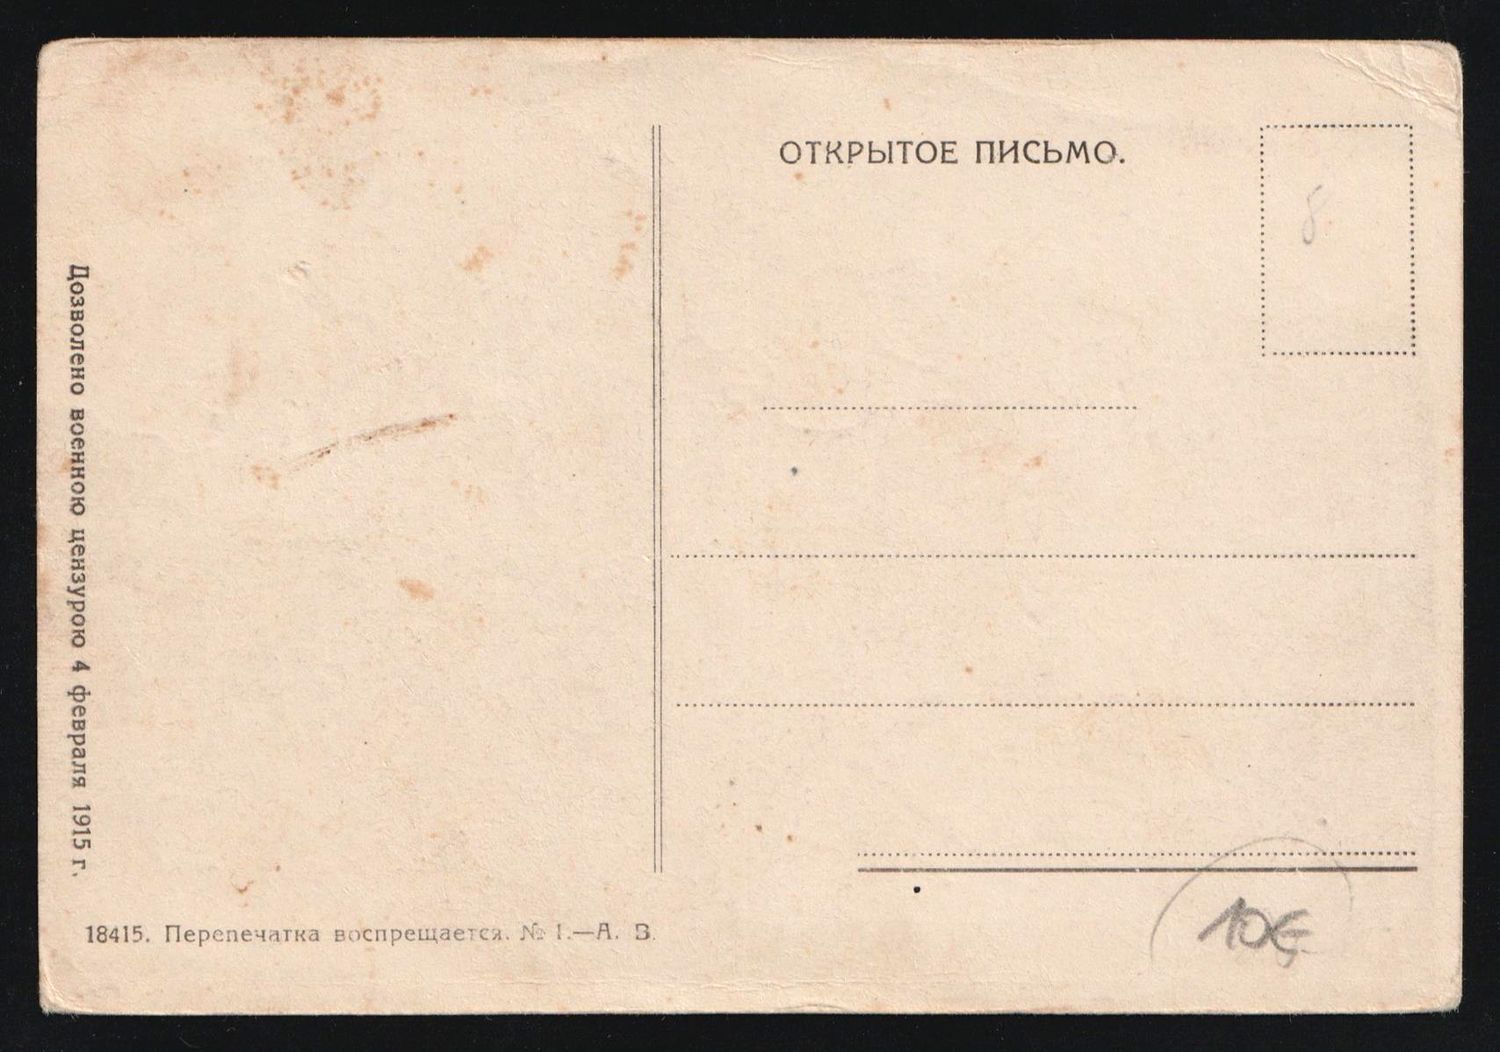 ОТКРЫТОЕ ПИСЬМО.
8
Дозволено военною цензурою 4 февраля 1915 г.
18415. Перепечатка воспрещается. № 1.—А. В.
10€